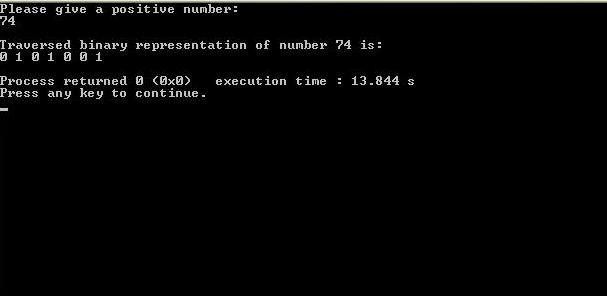 Please give a positive number:
74
Traversed binary representation of number 74 is:
0 1 0 1 0 0 1
Process returned 0 (0x0)   execution time : 13.844 s
Press any key to continue.